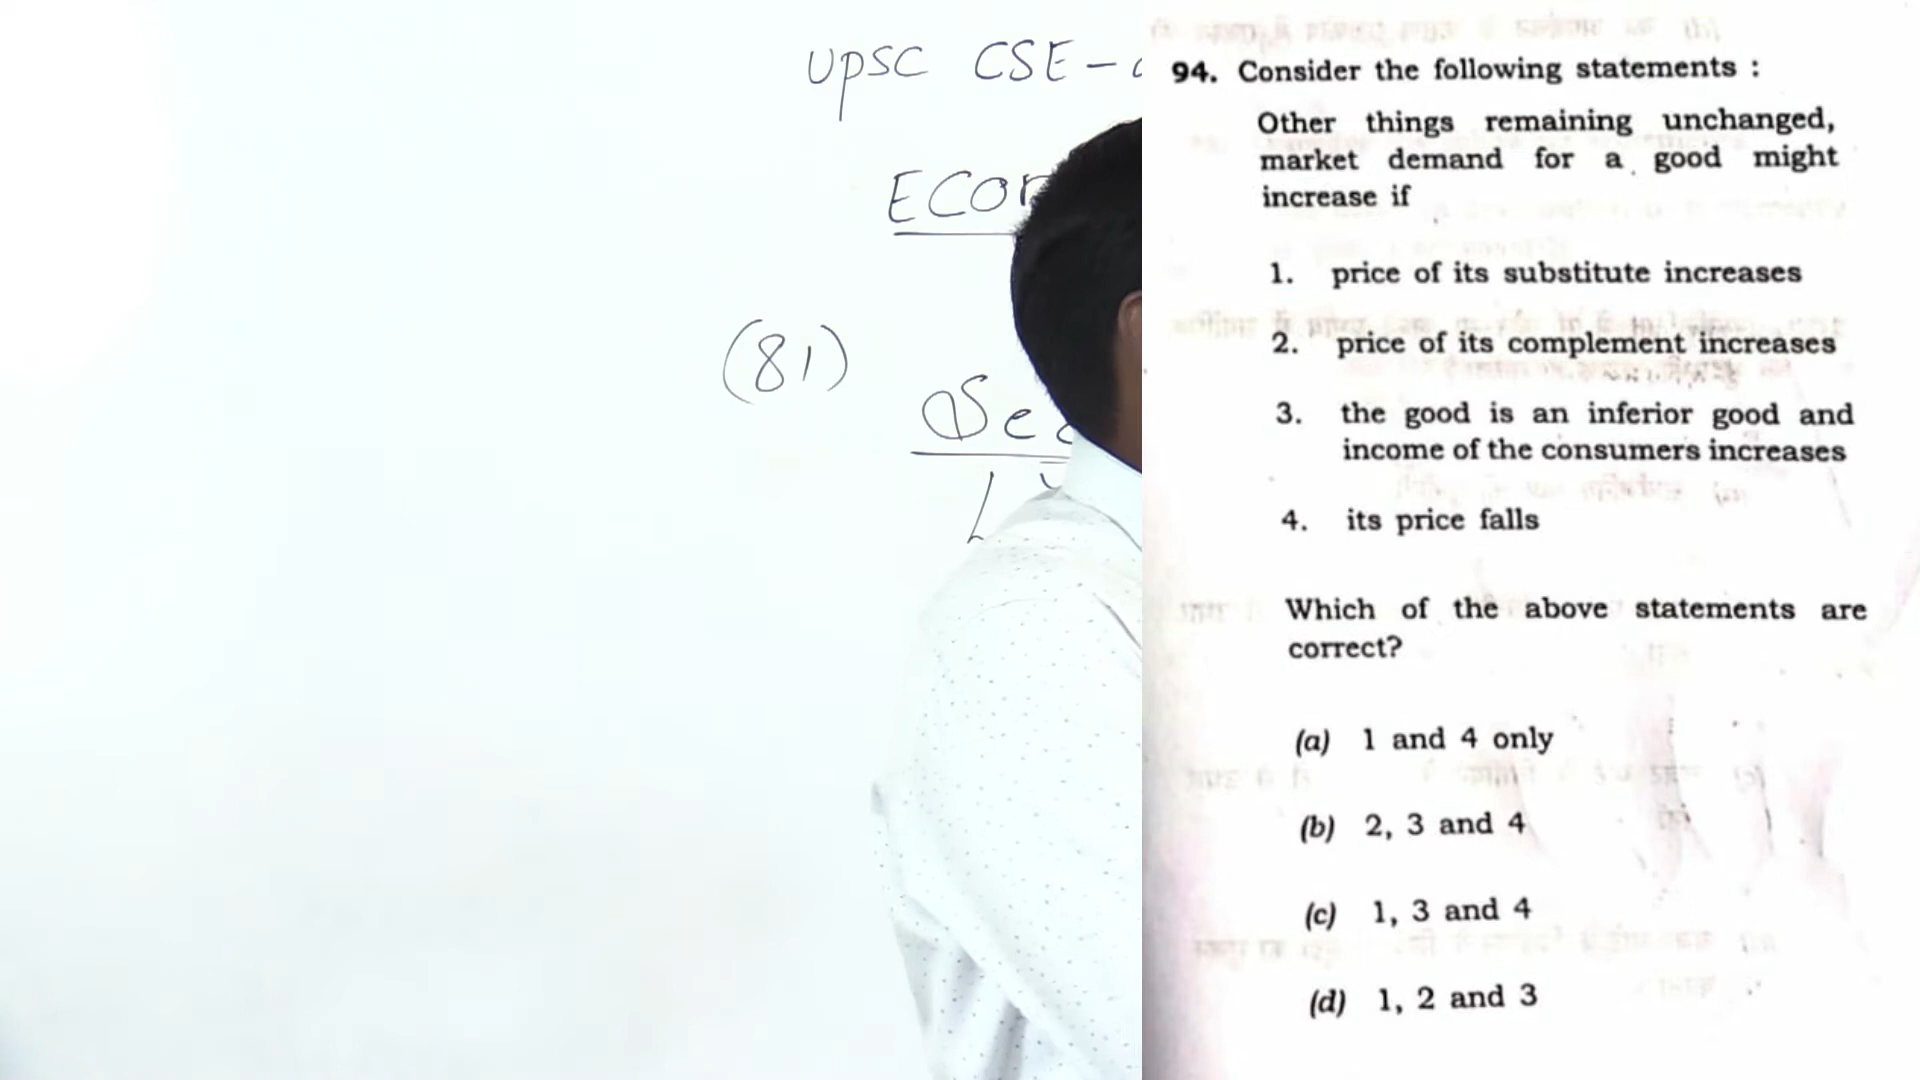 UPSC CSE -
ECON
(81)
94. Consider the following statements :
Other things remaining unchanged,
market demand for a good might
increase if
1. price of its substitute increases
2. price of its complement increases
3. the good is an inferior good and
income of the consumers increases
4. its price falls
Which of the above statements are
correct?
(a) 1 and 4 only
(b) 2, 3 and 4
(c) 1, 3 and 4
(d) 1, 2 and 3